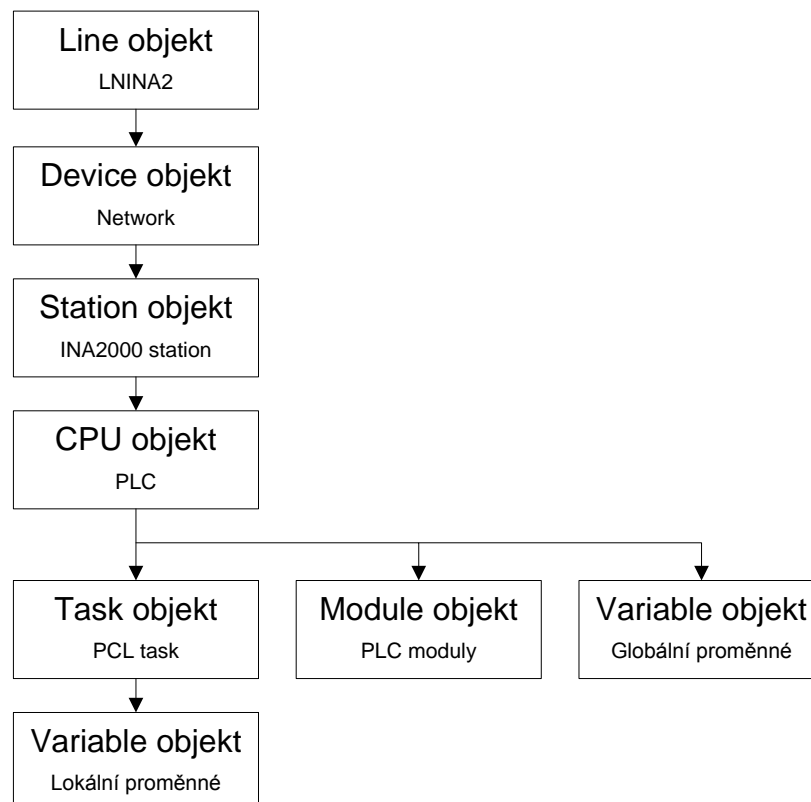 Line objekt
LNINA2
Device objekt
Network
Station objekt
INA2000 station
CPU objekt
PLC
Task objekt
PCL task
Module objekt
PLC moduly
Variable objekt
Globální proměnné
Variable objekt
Lokální proměnné